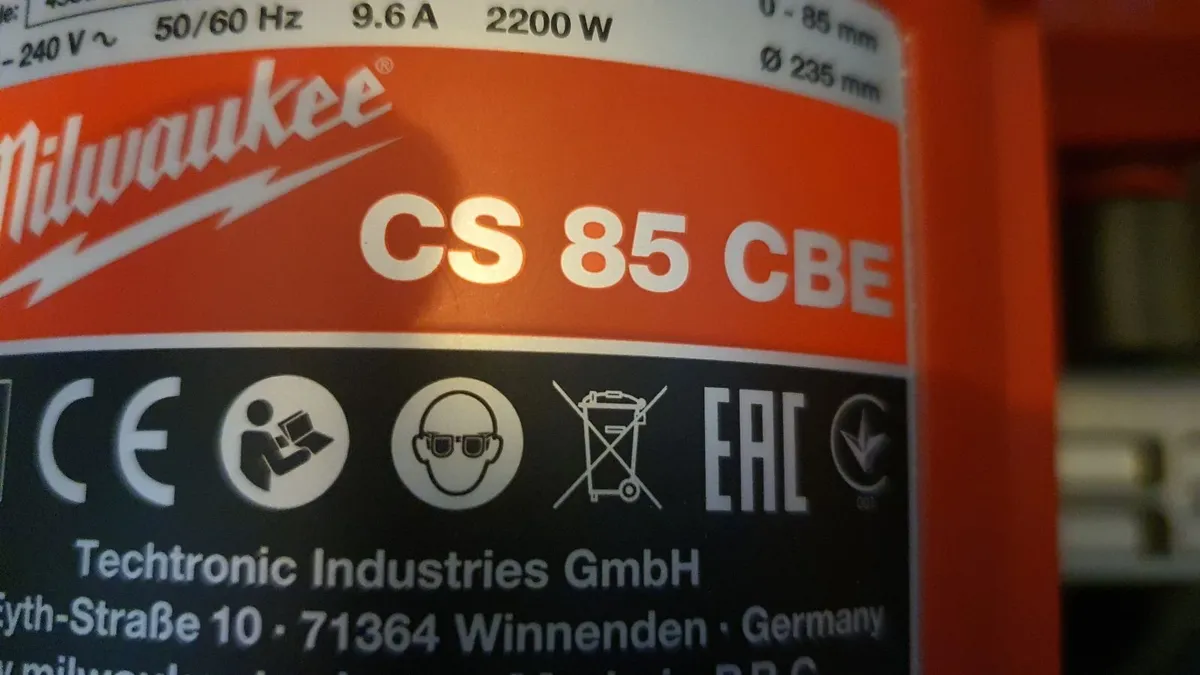 240 V ~ 50/60 Hz 9.6 A 2200 W
0 - 85 mm
Ø 235 mm
Milwaukee®
CS 85 CBE
CE EAC
Techtronic Industries GmbH
Eyth-Straße 10 · 71364 Winnenden · Germany